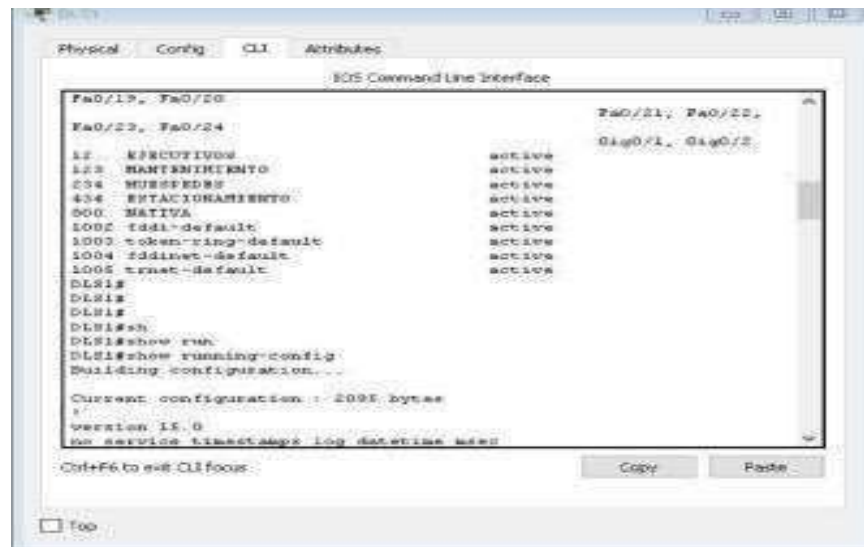 Physical Config CLI Attributes
IOS Command Line Interface
Fa0/19, Fa0/20
Fa0/21, Fa0/22,
Fa0/23, Fa0/24
Gig0/1, Gig0/2
12 EJECUTIVOS active
123 MANTENIMIENTO active
234 HUESPEDES active
434 ESTACIONAMIENTO active
800 NATIVA active
1002 fddi-default active
1003 token-ring-default active
1004 fddinet-default active
1005 trnet-default active
DLS1#
DLS1#
DLS1#
DLS1#sh
DLS1#show run
DLS1#show running-config
Building configuration...
Current configuration : 2095 bytes
!
version 15.0
no service timestamps log datetime msec
Ctrl+F6 to exit CLI focus
Copy Paste
Top